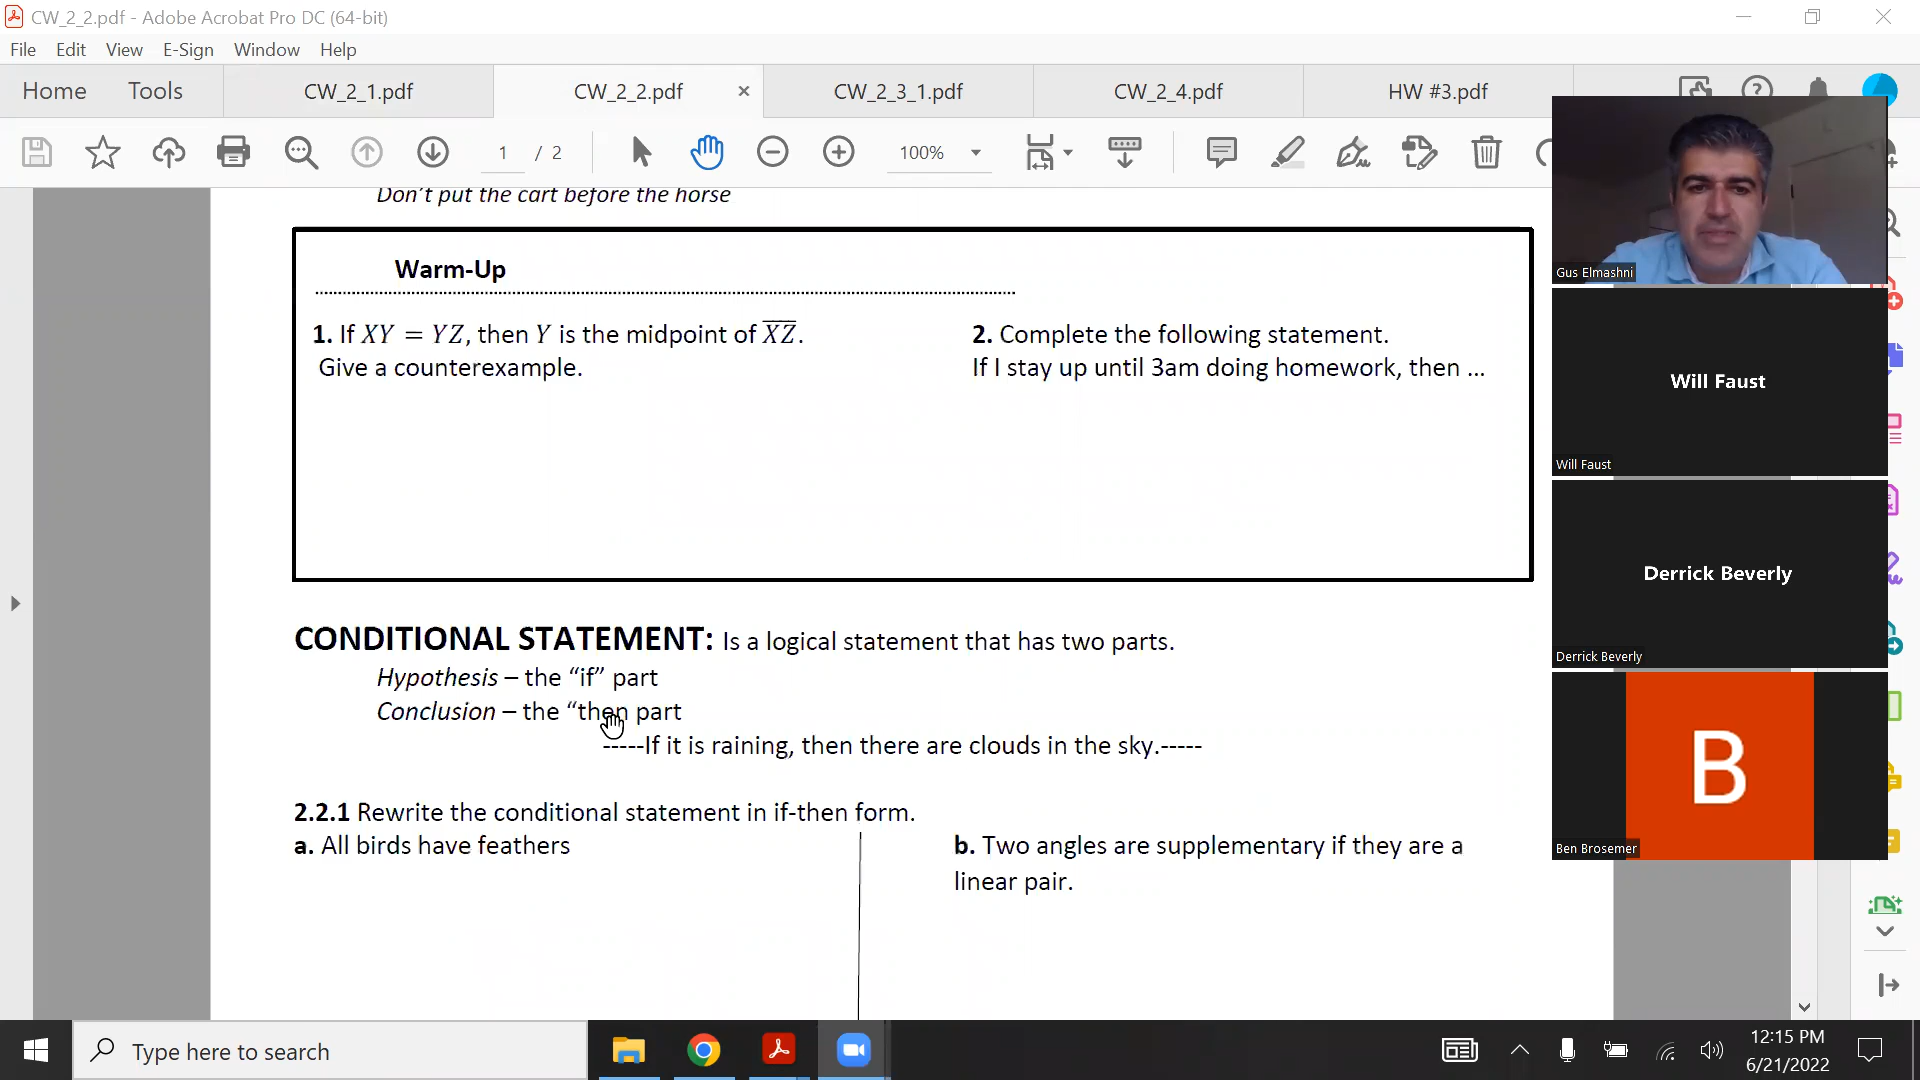 CW_2_2.pdf - Adobe Acrobat Pro DC (64-bit)
File Edit View E-Sign Window Help
Home Tools CW_2_1.pdf CW_2_2.pdf × CW_2_3_1.pdf CW_2_4.pdf HW #3.pdf
1 / 2 100%
Don't put the cart before the horse
Warm-Up
1. If XY = YZ, then Y is the midpoint of X̅Z̅.
Give a counterexample.
2. Complete the following statement.
If I stay up until 3am doing homework, then ...
CONDITIONAL STATEMENT: Is a logical statement that has two parts.
Hypothesis – the “if” part
Conclusion – the “then part
-----If it is raining, then there are clouds in the sky.-----
2.2.1 Rewrite the conditional statement in if-then form.
a. All birds have feathers
b. Two angles are supplementary if they are a
linear pair.
Gus Elmashni
Will Faust
Will Faust
Derrick Beverly
Derrick Beverly
B
Ben Brosemer
Type here to search
12:15 PM
6/21/2022